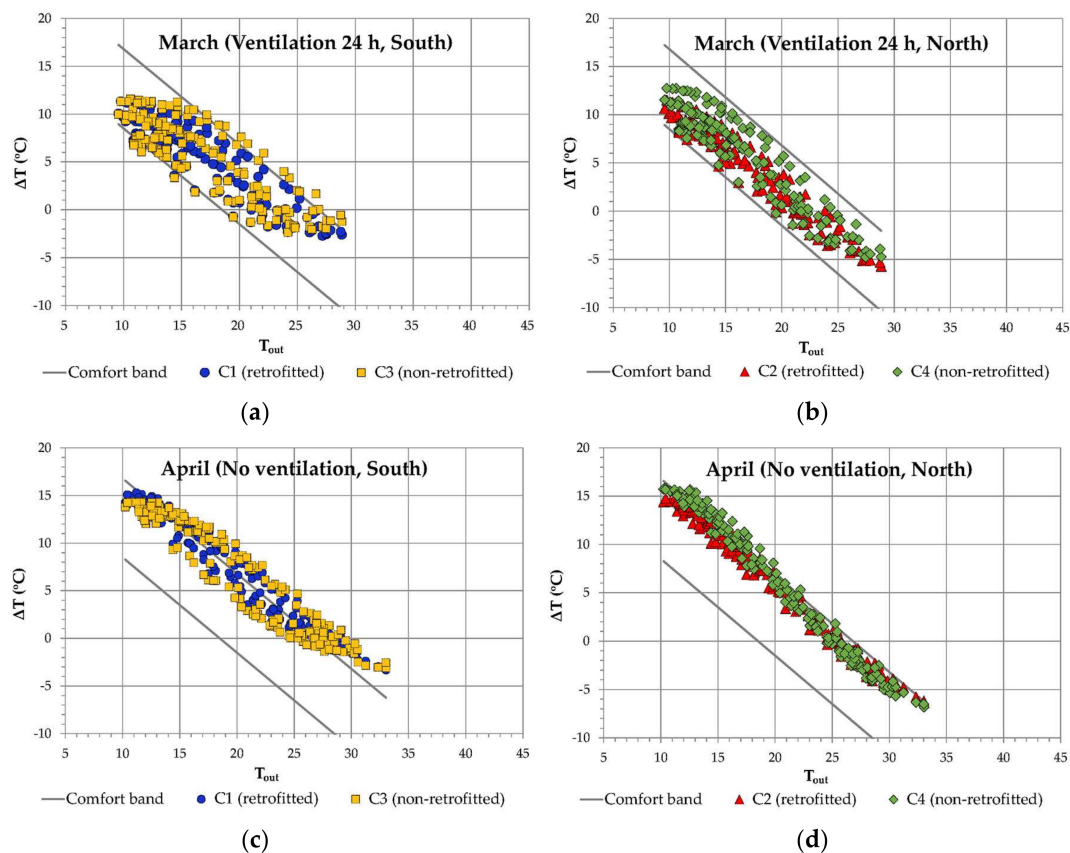 March (Ventilation 24 h, South)
20
15
10
5
0
-5
-10
ΔT (ºC)
5 10 15 20 25 30 35 40 45
Tout
Comfort band C1 (retrofitted) C3 (non-retrofitted)
(a)
March (Ventilation 24 h, North)
20
15
10
5
0
-5
-10
ΔT (ºC)
5 10 15 20 25 30 35 40 45
Tout
Comfort band C2 (retrofitted) C4 (non-retrofitted)
(b)
April (No ventilation, South)
20
15
10
5
0
-5
-10
ΔT (ºC)
5 10 15 20 25 30 35 40 45
Tout
Comfort band C1 (retrofitted) C3 (non-retrofitted)
(c)
April (No ventilation, North)
20
15
10
5
0
-5
-10
ΔT (ºC)
5 10 15 20 25 30 35 40 45
Tout
Comfort band C2 (retrofitted) C4 (non-retrofitted)
(d)